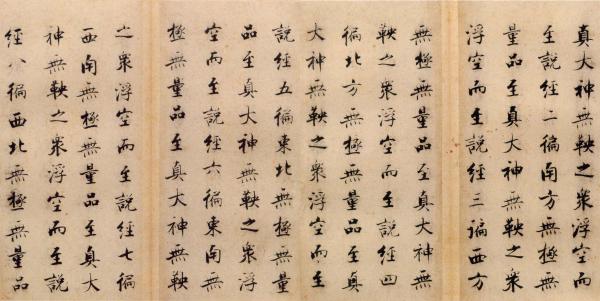 真大神無鞅之衆浮空而
至說經二徧南方無極無
量品至真大神無鞅之衆
浮空而至說經三徧西方
無極無量品至真大神無
鞅之衆浮空而至說經四
徧北方無極無量品至真
大神無鞅之衆浮空而至
說經五徧東北無極無量
品至真大神無鞅之衆浮
空而至說經六徧東南無
極無量品至真大神無鞅
之衆浮空而至說經七徧
西南無極無量品至真大
神無鞅之衆浮空而至說
經八徧西北無極無量品